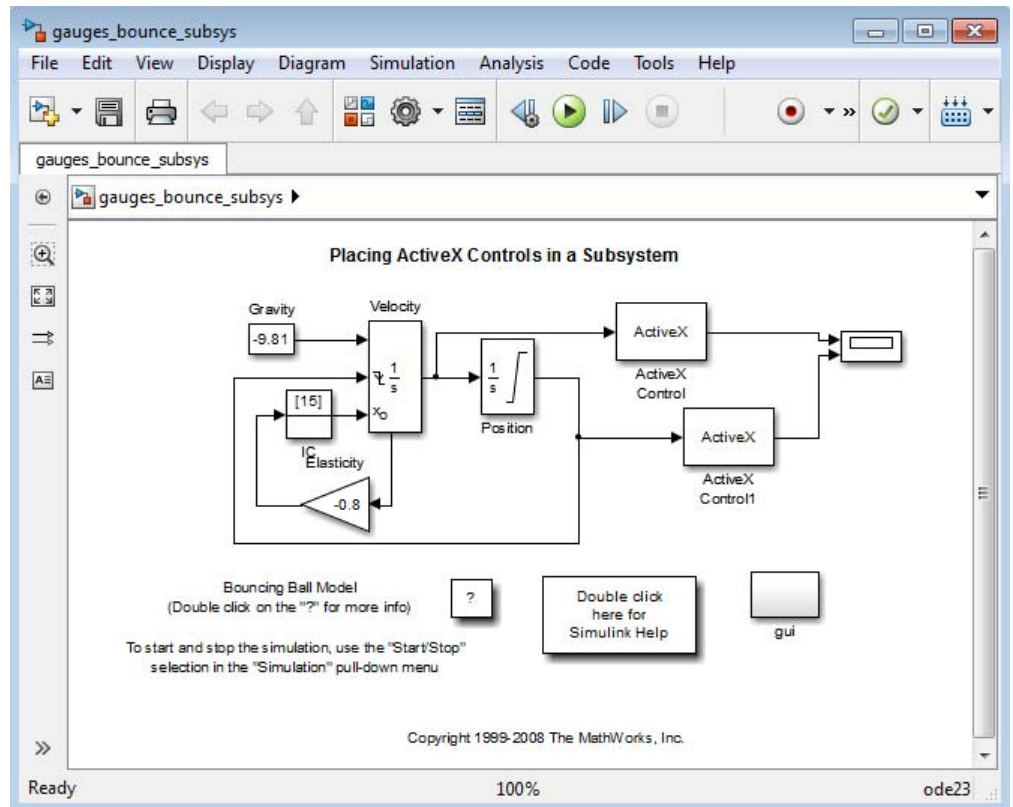 gauges_bounce_subsys
File Edit View Display Diagram Simulation Analysis Code Tools Help
gauges_bounce_subsys
gauges_bounce_subsys
Placing ActiveX Controls in a Subsystem
Gravity
-9.81
Velocity
1
s
xo
[15]
IC
Elasticity
-0.8
1
s
Position
ActiveX
ActiveX
Control
ActiveX
ActiveX
Control1
Bouncing Ball Model
(Double click on the "?" for more info)
?
Double click
here for
Simulink Help
gui
To start and stop the simulation, use the "Start/Stop"
selection in the "Simulation" pull-down menu
Copyright 1999-2008 The MathWorks, Inc.
Ready 100% ode23